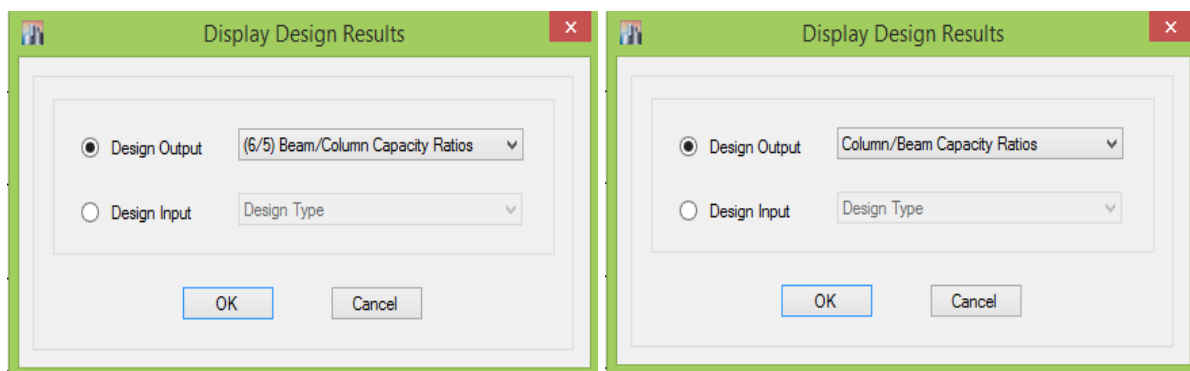 Display Design Results
x
Design Output
(6/5) Beam/Column Capacity Ratios
Design Input
Design Type
OK
Cancel
Display Design Results
x
Design Output
Column/Beam Capacity Ratios
Design Input
Design Type
OK
Cancel